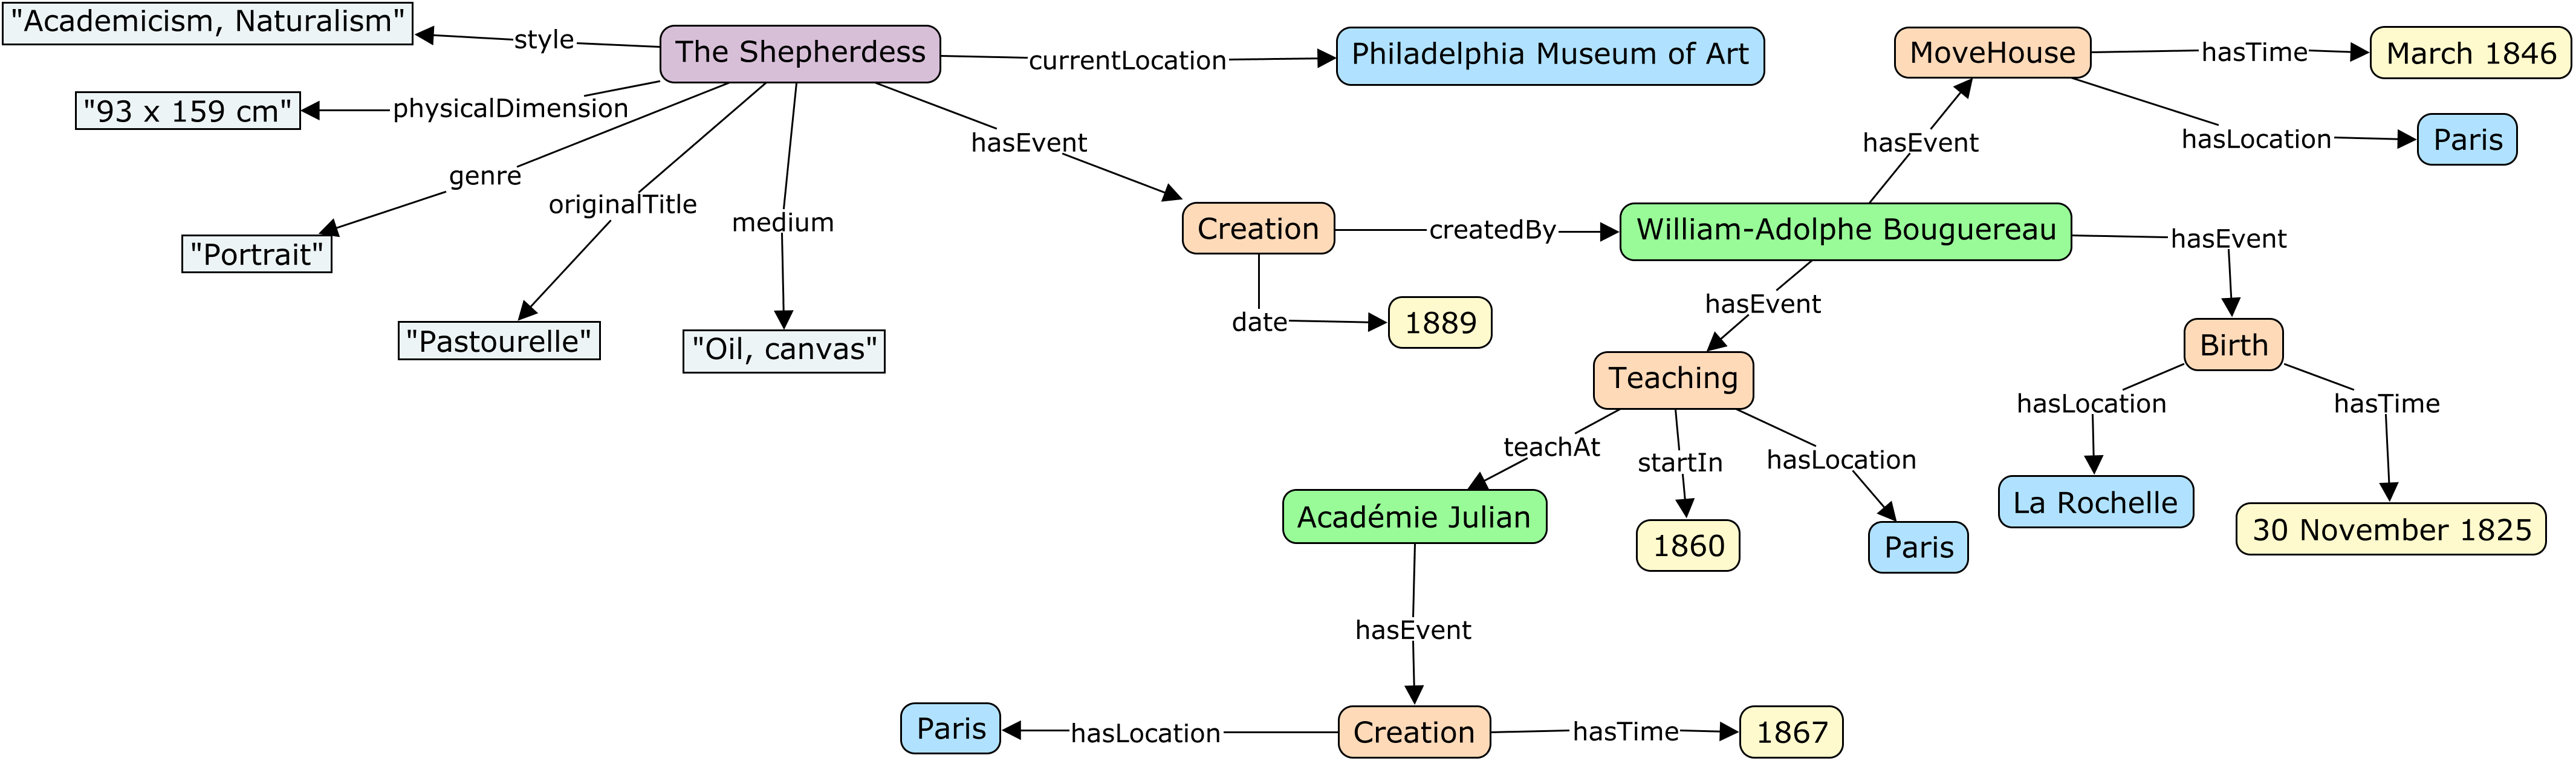 "Academicism, Naturalism"
style
The Shepherdess
currentLocation
Philadelphia Museum of Art
MoveHouse
hasTime
March 1846
"93 x 159 cm"
physicalDimension
hasEvent
hasEvent
hasLocation
Paris
genre
originalTitle
medium
"Portrait"
Creation
createdBy
William-Adolphe Bouguereau
hasEvent
"Pastourelle"
"Oil, canvas"
date
1889
hasEvent
Birth
Teaching
hasLocation
hasTime
teachAt
startIn
hasLocation
La Rochelle
30 November 1825
Académie Julian
1860
Paris
hasEvent
Paris
hasLocation
Creation
hasTime
1867